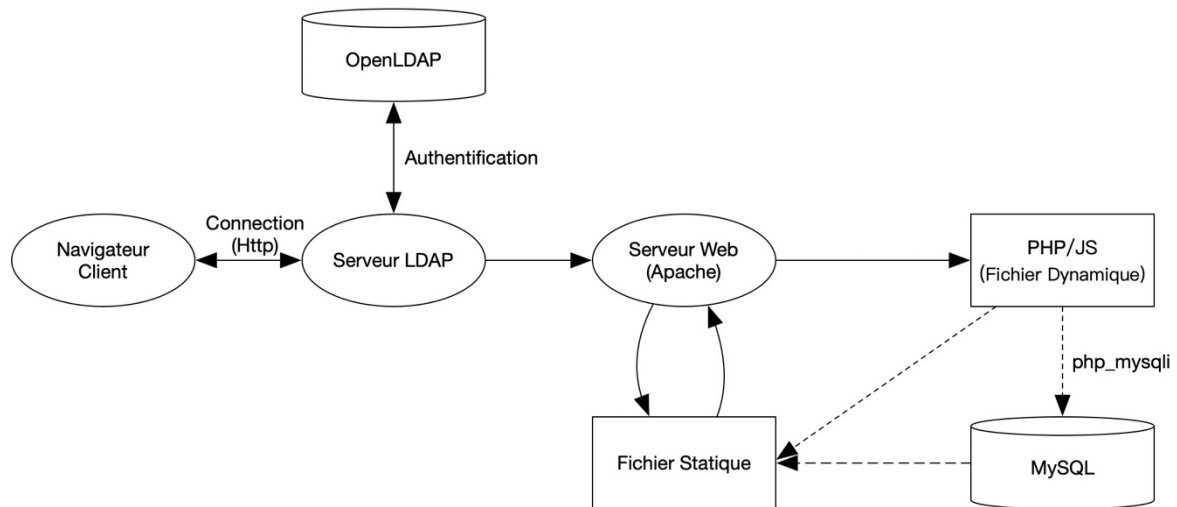 OpenLDAP
Authentification
Connection
(Http)
Navigateur
Client
Serveur LDAP
Serveur Web
(Apache)
PHP/JS
(Fichier Dynamique)
php_mysqli
Fichier Statique
MySQL